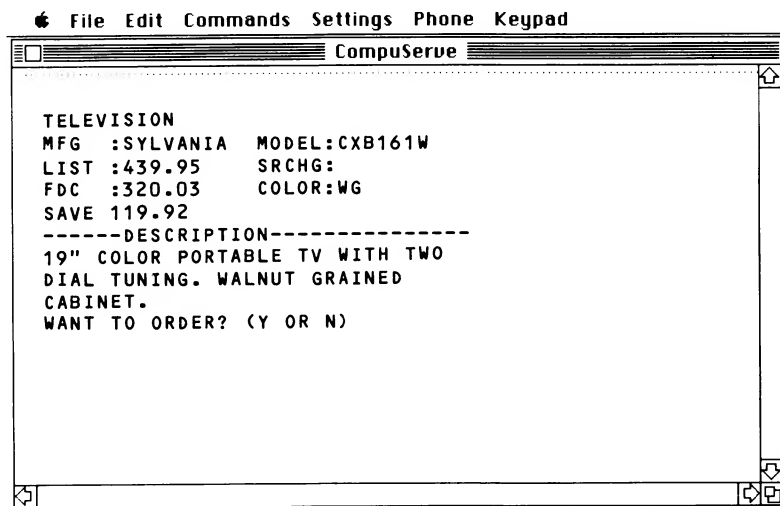 File Edit Commands Settings Phone Keypad
CompuServe
TELEVISION
MFG :SYLVANIA MODEL:CXB161W
LIST :439.95 SRCHG:
FDC :320.03 COLOR:WG
SAVE 119.92
------DESCRIPTION---------------
19" COLOR PORTABLE TV WITH TWO
DIAL TUNING. WALNUT GRAINED
CABINET.
WANT TO ORDER? (Y OR N)